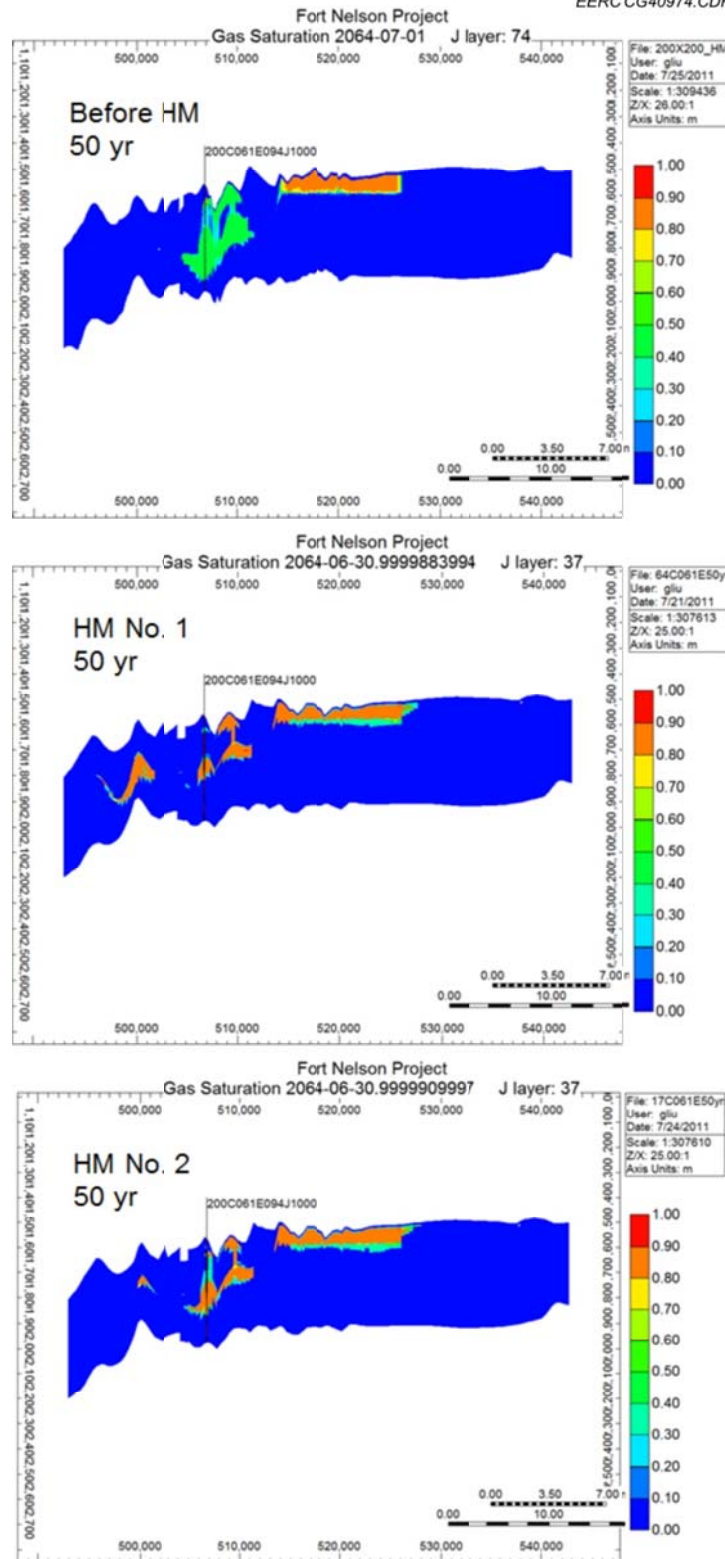 EERC CG40974.CDR
Fort Nelson Project
Gas Saturation 2064-07-01 J layer: 74
500,000 510,000 520,000 530,000 540,000
File: 200X200_HM
User: gliu
Date: 7/25/2011
Scale: 1:309436
Z/X: 26.00:1
Axis Units: m
Before HM
50 yr
200C061E094J1000
1.00
0.90
0.80
0.70
0.60
0.50
0.40
0.30
0.20
0.10
0.00
0.00 3.50 7.00
0.00 10.00
500,000 510,000 520,000 530,000 540,000
Fort Nelson Project
Gas Saturation 2064-06-30.9999883994 J layer: 37
500,000 510,000 520,000 530,000 540,000
File: 64C061E50y
User: gliu
Date: 7/21/2011
Scale: 1:307613
Z/X: 25.00:1
Axis Units: m
HM No. 1
50 yr
200C061E094J1000
1.00
0.90
0.80
0.70
0.60
0.50
0.40
0.30
0.20
0.10
0.00
0.00 3.50 7.00
0.00 10.00
500,000 510,000 520,000 530,000 540,000
Fort Nelson Project
Gas Saturation 2064-06-30.9999909997 J layer: 37
500,000 510,000 520,000 530,000 540,000
File: 17C061E50yr
User: gliu
Date: 7/24/2011
Scale: 1:307610
Z/X: 25.00:1
Axis Units: m
HM No. 2
50 yr
200C061E094J1000
1.00
0.90
0.80
0.70
0.60
0.50
0.40
0.30
0.20
0.10
0.00
0.00 3.50 7.00
0.00 10.00
500,000 510,000 520,000 530,000 540,000